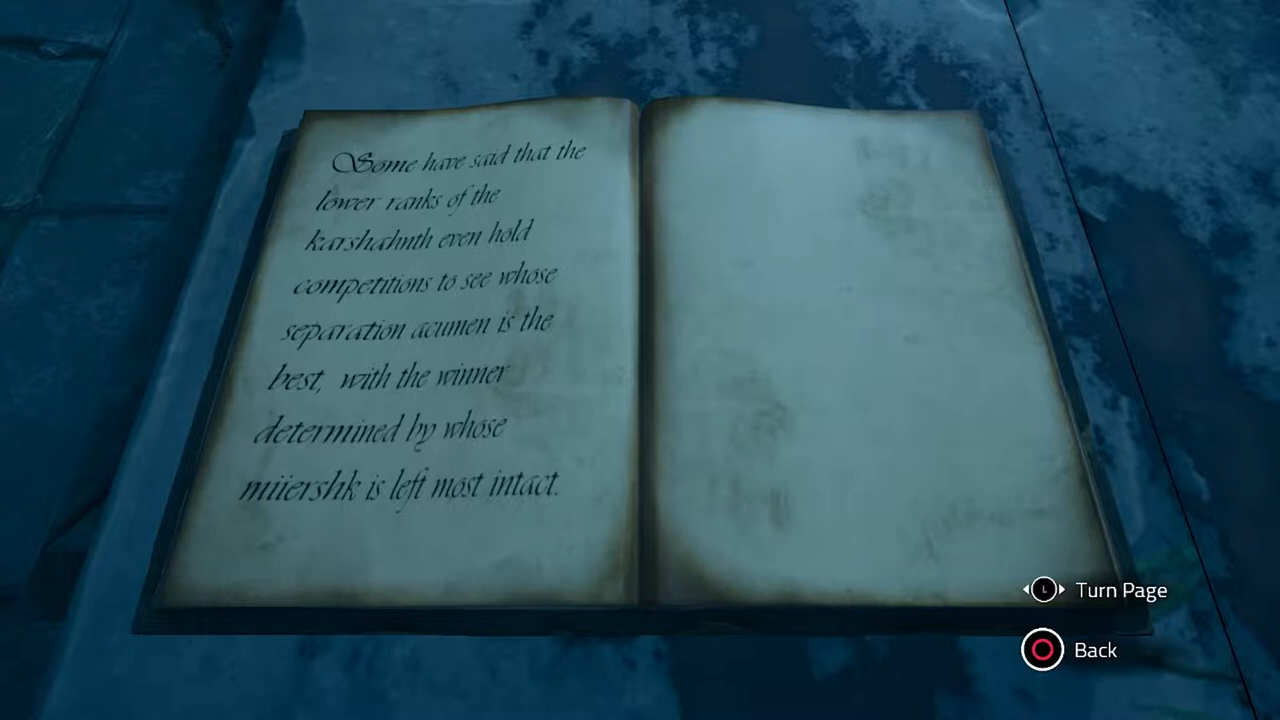 Some have said that the
lower ranks of the
karshahnth even hold
competitions to see whose
separation acumen is the
best, with the winner
determined by whose
miiershk is left most intact.
L
Turn Page
Back